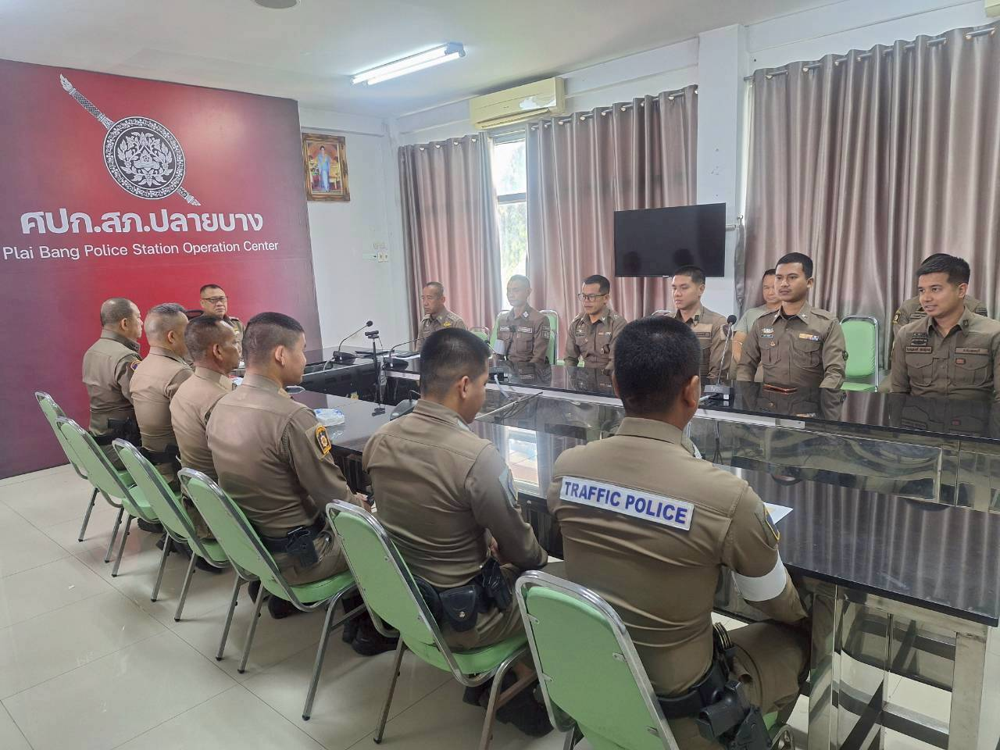 ศปก.สภ.ปลายบาง
Plai Bang Police Station Operation Center
TRAFFIC POLICE